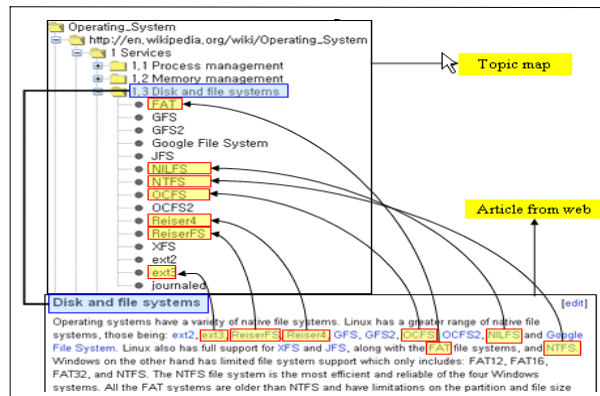 Operating_System
http://en.wikipedia.org/wiki/Operating_System
1 Services
1,1 Process management
1,2 Memory management
1,3 Disk and file systems
FAT
GFS
GFS2
Google File System
JFS
NILFS
NTFS
OCFS
OCFS2
Reiser4
ReiserFS
XFS
ext2
ext3
journaled
Topic map
Article from web
Disk and file systems
[edit]
Operating systems have a variety of native file systems. Linux has a greater range of native file
systems, those being: ext2, ext3, ReiserFS, Reiser4, GFS, GFS2, OCFS, OCFS2, NILFS and Google
File System. Linux also has full support for XFS and JFS, along with the FAT file systems, and NTFS.
Windows on the other hand has limited file system support which only includes: FAT12, FAT16,
FAT32, and NTFS. The NTFS file system is the most efficient and reliable of the four Windows
systems. All the FAT systems are older than NTFS and have limitations on the partition and file size